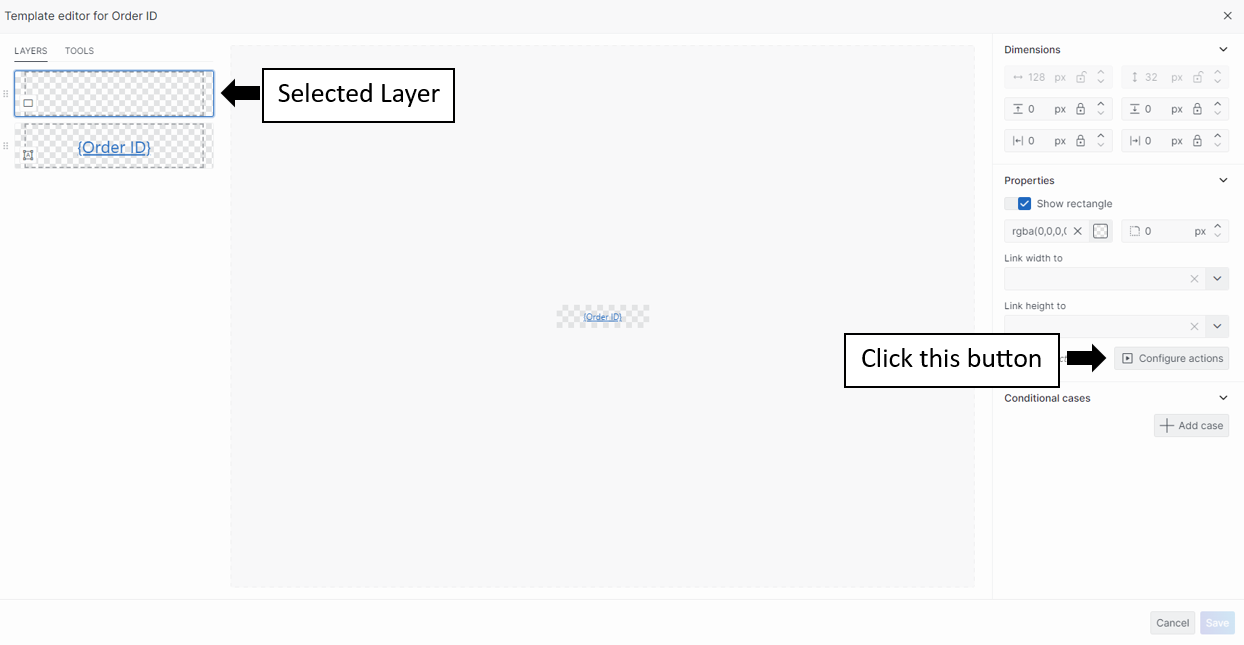 Template editor for Order ID
LAYERS TOOLS
Selected Layer
{Order ID}
{Order ID}
Dimensions
128 px
32 px
0 px
0 px
0 px
0 px
Properties
Show rectangle
rgba(0,0,0,(
0 px
Link width to
Link height to
Click this button
Configure actions
Conditional cases
Add case
Cancel Save